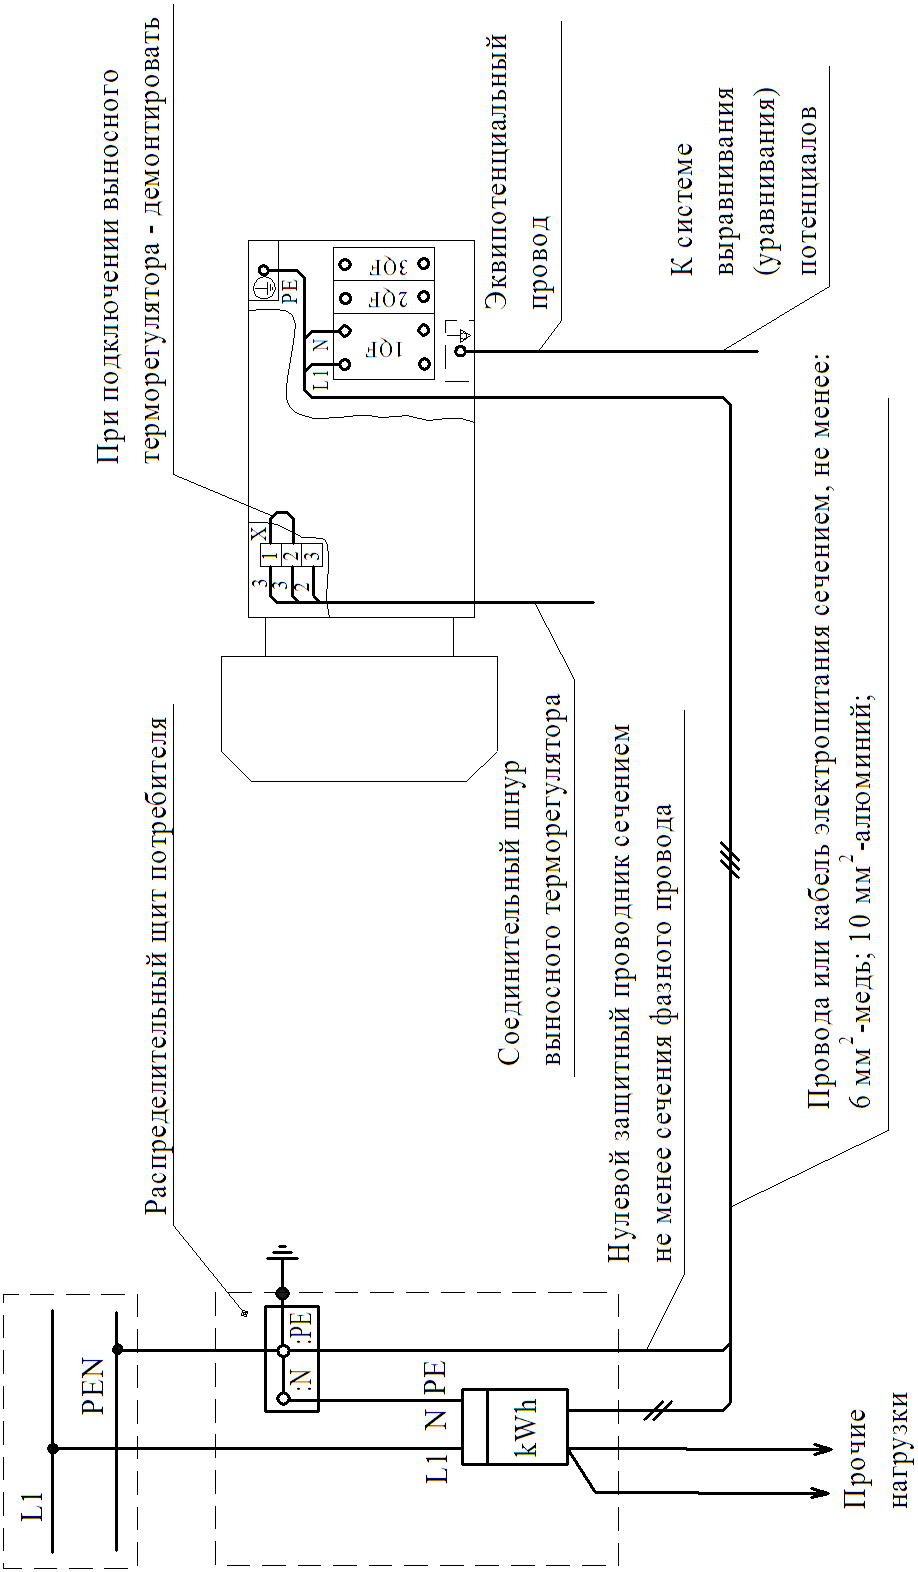 При подключении выносного
терморегулятора - демонтировать
Распределительный щит потребителя
L1
PEN
:N
:PE
L1
N
PE
kWh
Прочие
нагрузки
X
1
2
3
3
3
2
PE
L1
N
1QF
2QF
3QF
Эквипотенциальный
провод
К системе
выравнивания
(уравнивания)
потенциалов
Соединительный шнур
выносного терморегулятора
Нулевой защитный проводник сечением
не менее сечения фазного провода
Провода или кабель электропитания сечением, не менее:
6 мм²-медь; 10 мм²-алюминий;